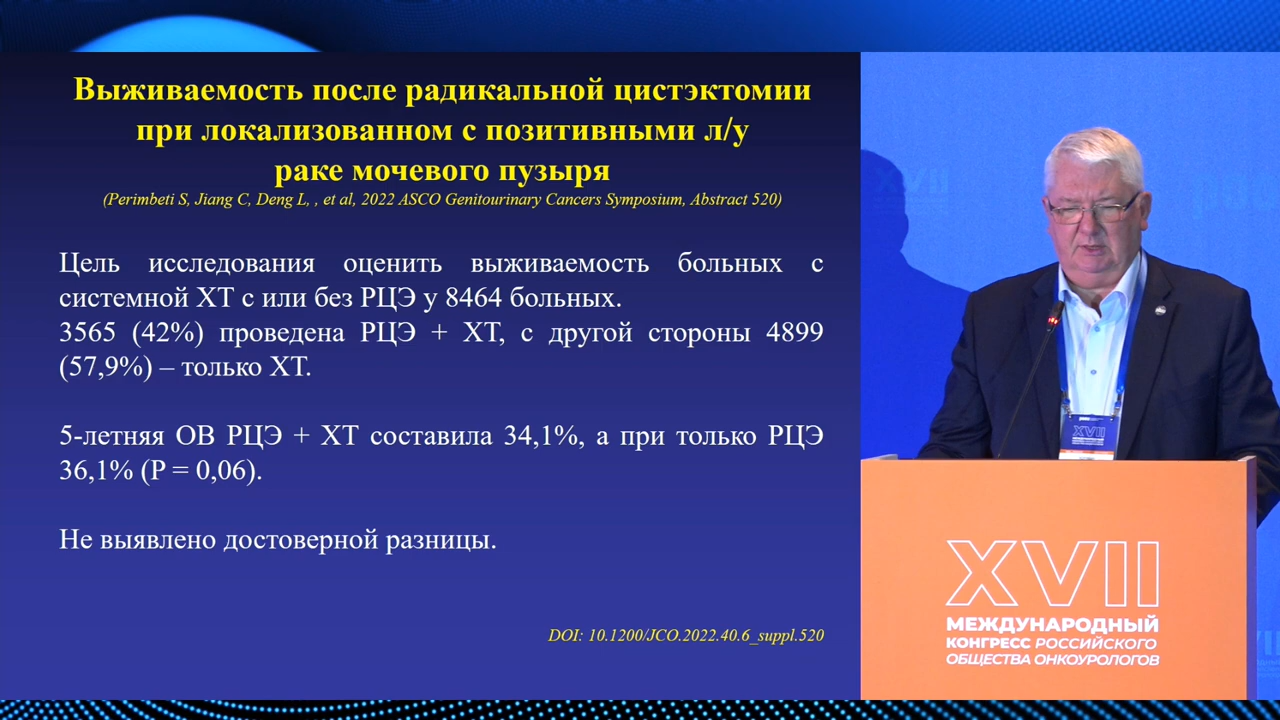 Выживаемость после радикальной цистэктомии
при локализованном с позитивными л/у
раке мочевого пузыря
(Perimbeti S, Jiang C, Deng L, , et al, 2022 ASCO Genitourinary Cancers Symposium, Abstract 520)
Цель исследования оценить выживаемость больных с
системной ХТ с или без РЦЭ у 8464 больных.
3565 (42%) проведена РЦЭ + ХТ, с другой стороны 4899
(57,9%) – только ХТ.
5-летняя ОВ РЦЭ + ХТ составила 34,1%, а при только РЦЭ
36,1% (P = 0,06).
Не выявлено достоверной разницы.
DOI: 10.1200/JCO.2022.40.6_suppl.520
XVII
XVII
XVII
МЕЖДУНАРОДНЫЙ
КОНГРЕСС РОССИЙСКОГО
ОБЩЕСТВА ОНКОУРОЛОГОВ